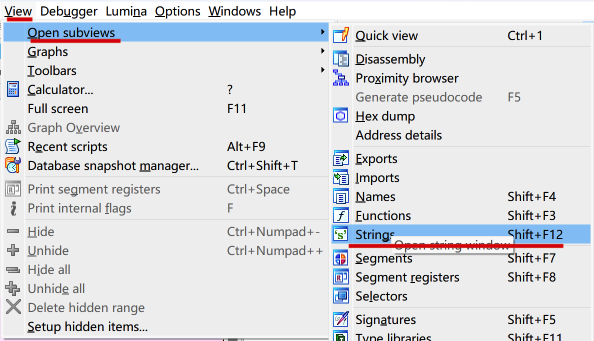 View Debugger Lumina Options Windows Help
Open subviews
Graphs
Toolbars
Calculator... ?
Full screen F11
Graph Overview
Recent scripts Alt+F9
Database snapshot manager... Ctrl+Shift+T
Print segment registers Ctrl+Space
Print internal flags F
Hide Ctrl+Numpad+-
Unhide Ctrl+Numpad++
Hide all
Unhide all
Delete hidden range
Setup hidden items...
Quick view Ctrl+1
Disassembly
Proximity browser
Generate pseudocode F5
Hex dump
Address details
Exports
Imports
Names Shift+F4
Functions Shift+F3
Strings Shift+F12
Open string window
Segments Shift+F7
Segment registers Shift+F8
Selectors
Signatures Shift+F5
Type libraries Shift+F11